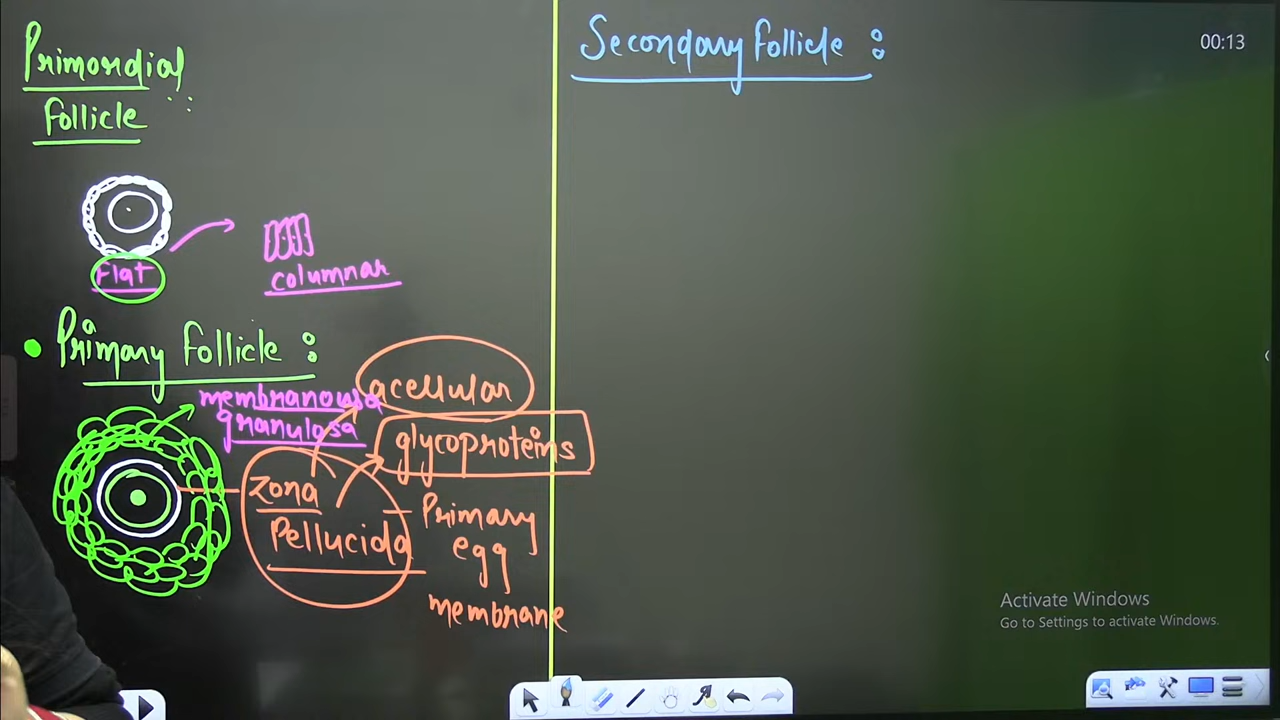 Primordial
Follicle
Flat
columnar
Primary Follicle :
membranousa
granulosa
acellular
glycoproteins
Zona
Pellucida
Primary
egg
membrane
Secondary Follicle :
00:13
Activate Windows
Go to Settings to activate Windows.